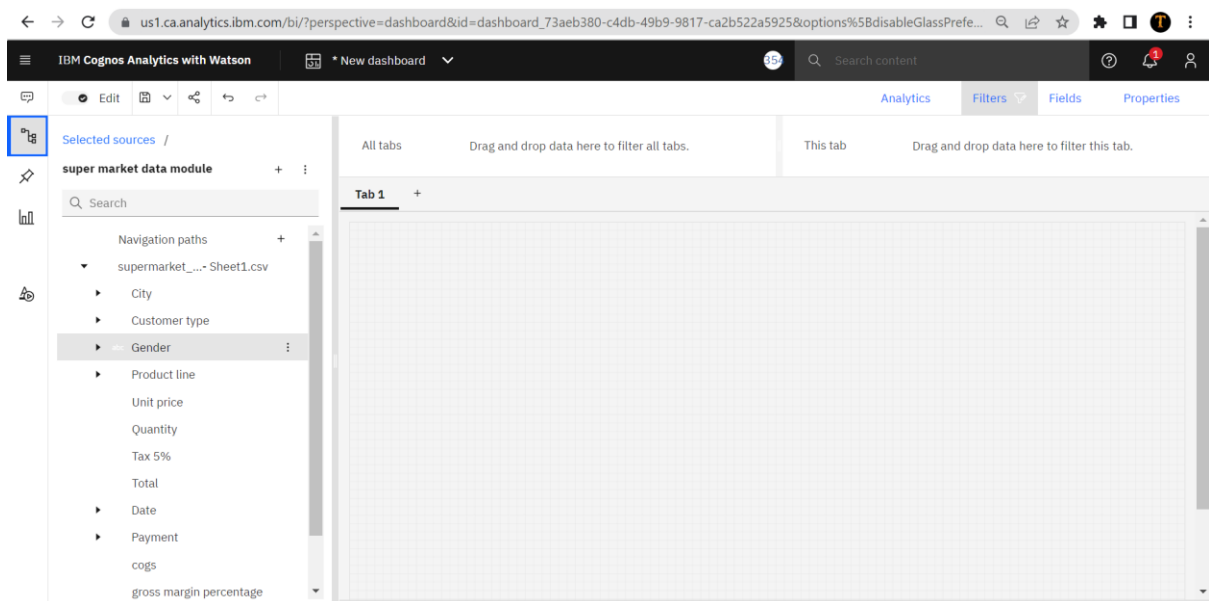 us1.ca.analytics.ibm.com/bi/?perspective=dashboard&id=dashboard_73aeb380-c4db-49b9-9817-ca2b522a5925&options%5BdisableGlassPrefe...
T
IBM Cognos Analytics with Watson
* New dashboard
354
Search content
1
Edit
Analytics
Filters
Fields
Properties
Selected sources /
super market data module
Search
Navigation paths
supermarket_...- Sheet1.csv
City
Customer type
abc Gender
Product line
Unit price
Quantity
Tax 5%
Total
Date
Payment
cogs
gross margin percentage
All tabs
Drag and drop data here to filter all tabs.
This tab
Drag and drop data here to filter this tab.
Tab 1